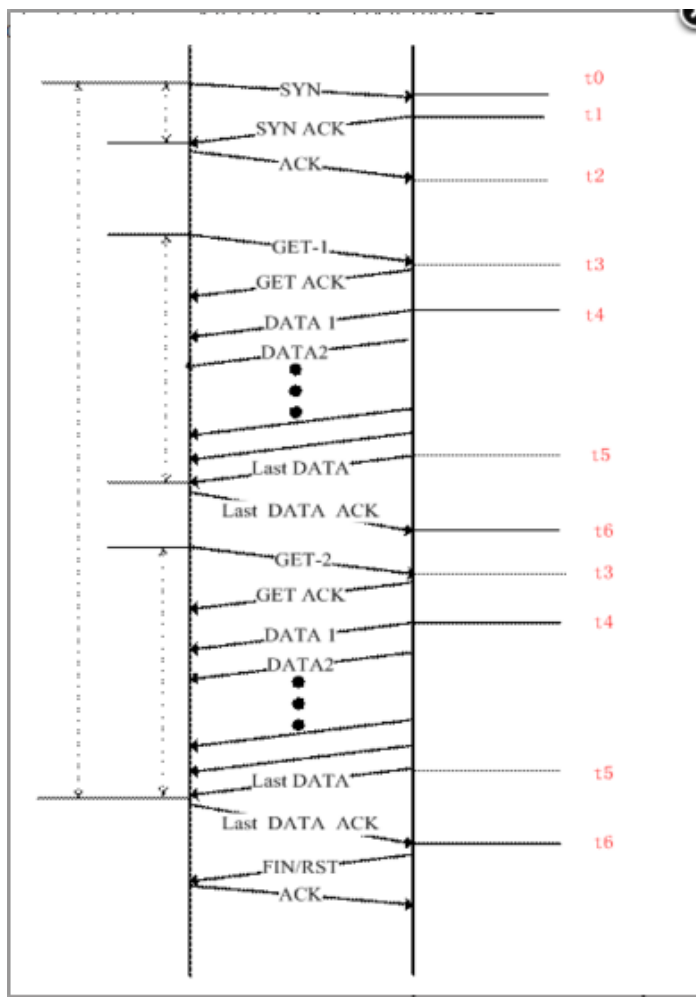 SYN
t0
t1
SYN ACK
ACK
t2
GET-1
t3
GET ACK
t4
DATA 1
DATA2
t5
Last DATA
Last DATA ACK
t6
GET-2
t3
GET ACK
t4
DATA 1
DATA2
t5
Last DATA
Last DATA ACK
t6
FIN/RST
ACK